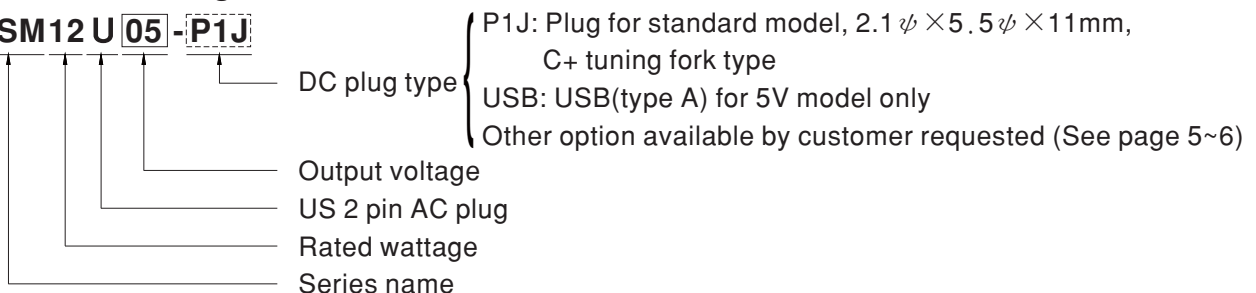 SM12 U 05 - P1J
P1J: Plug for standard model, 2.1ψ×5.5ψ×11mm,
C+ tuning fork type
DC plug type
USB: USB(type A) for 5V model only
Other option available by customer requested (See page 5~6)
Output voltage
US 2 pin AC plug
Rated wattage
Series name